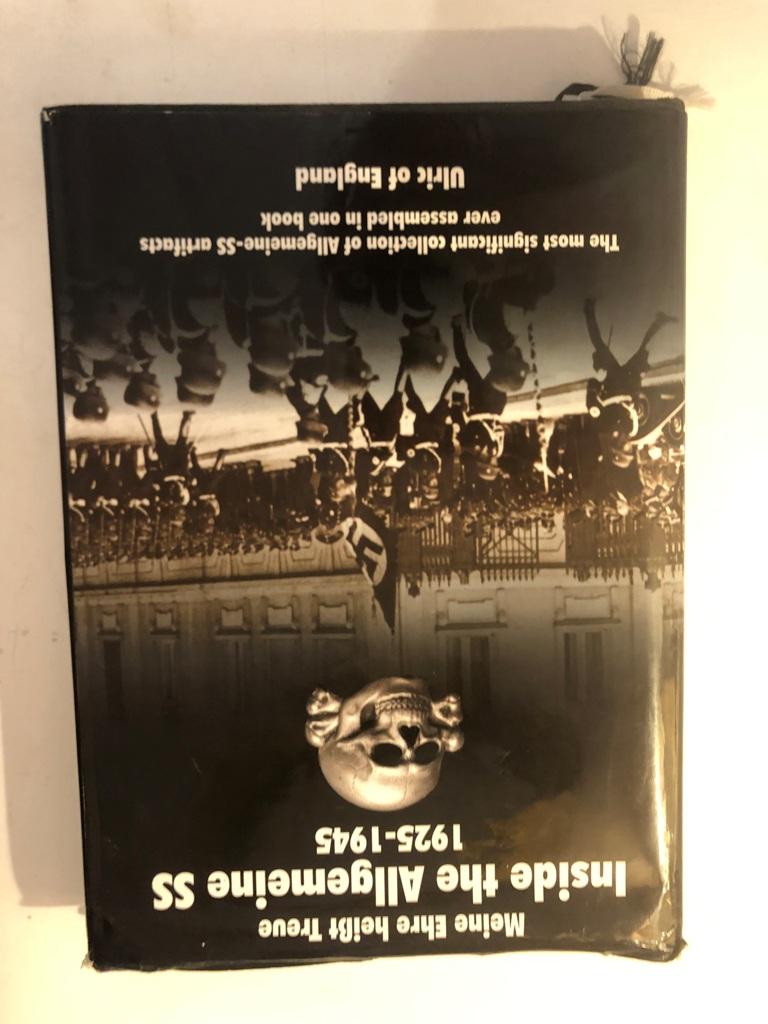 Meine Ehre heißt Treue
Inside the Allgemeine SS
1925-1945
The most significant collection of Allgemeine-SS artifacts
ever assembled in one book
Ulric of England